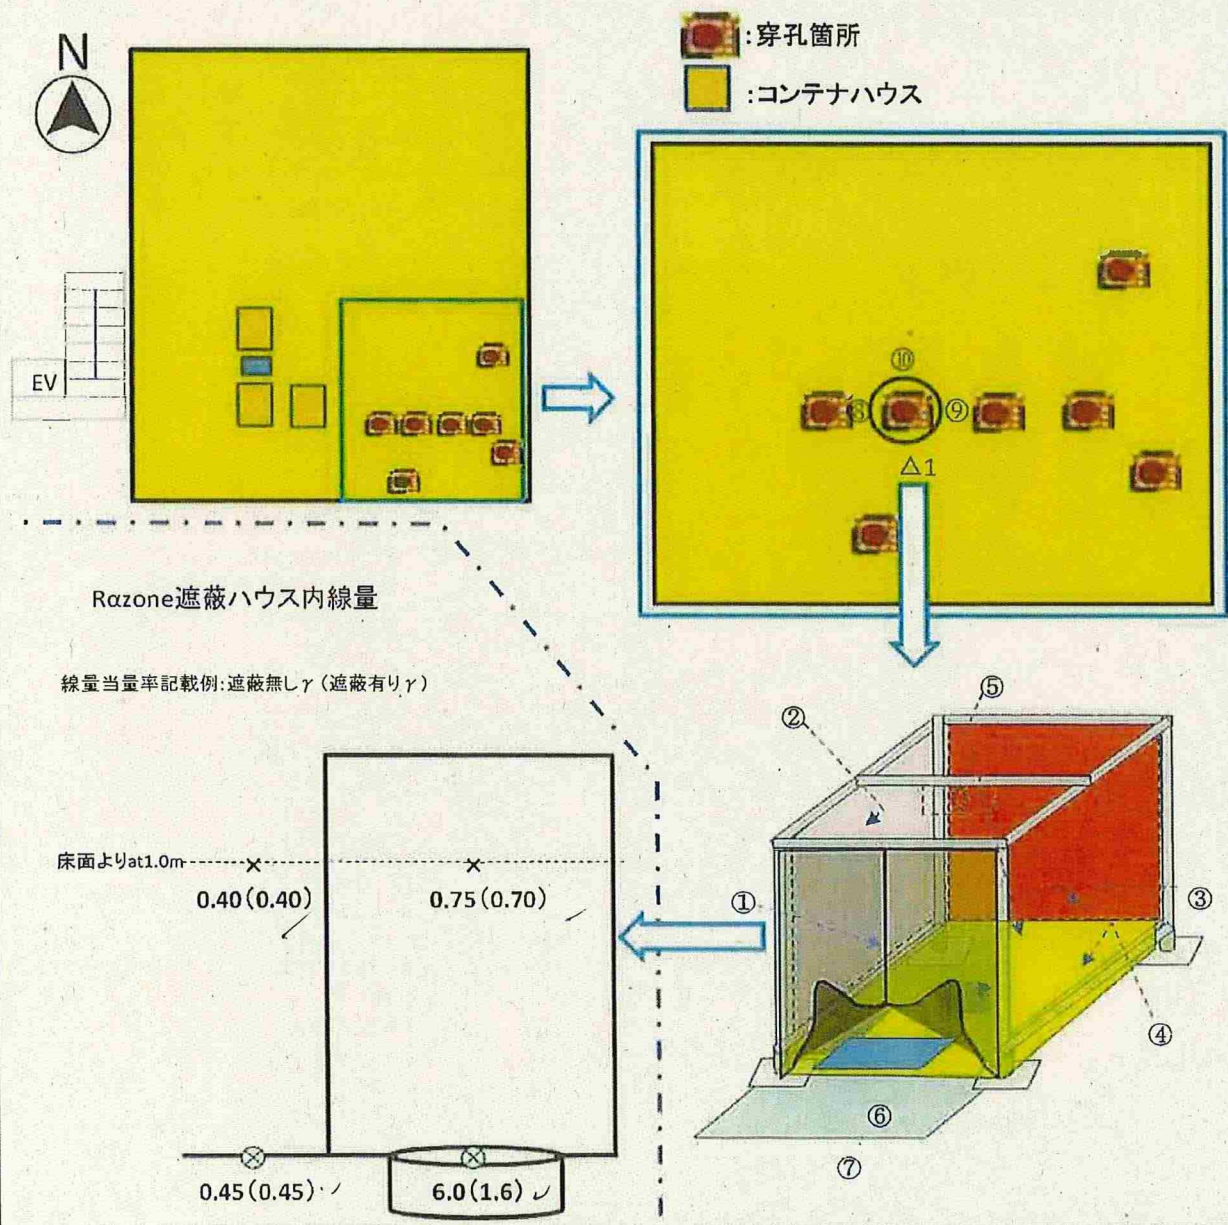 N
:穿孔箇所
:コンテナハウス
EV
⑩
⑧
⑨
△1
Rαzone遮蔽ハウス内線量
線量当量率記載例:遮蔽無しγ(遮蔽有りγ)
床面よりat1.0m
0.40(0.40)
0.75(0.70)
0.45(0.45)
6.0(1.6)
⑤
②
①
③
④
⑥
⑦